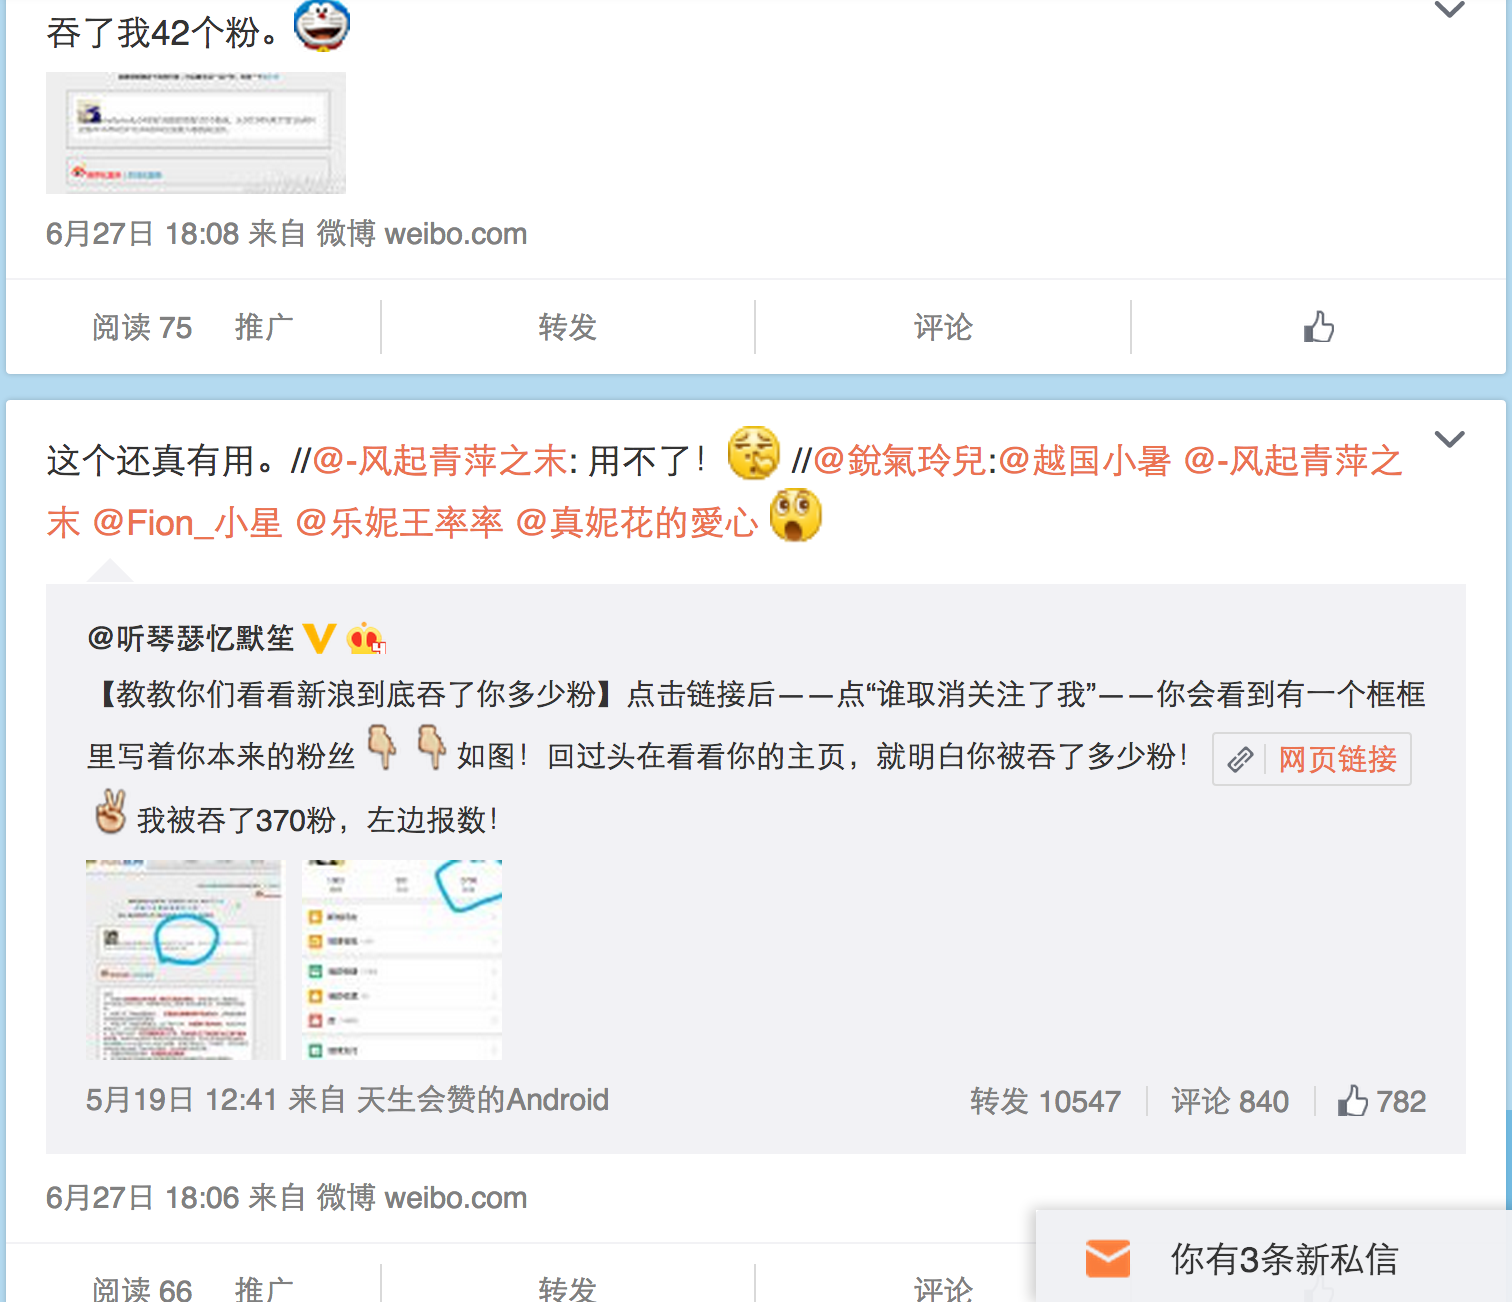 吞了我42个粉。
6月27日 18:08 来自 微博 weibo.com
阅读 75 推广 转发 评论
这个还真有用。//@-风起青萍之末: 用不了！ //@銳氣玲兒:@越国小暑 @-风起青萍之
末 @Fion_小星 @乐妮王率率 @真妮花的愛心
@听琴瑟忆默笙
【教教你们看看新浪到底吞了你多少粉】点击链接后——点“谁取消关注了我”——你会看到有一个框框
里写着你本来的粉丝 如图！回过头在看看你的主页，就明白你被吞了多少粉！ 网页链接
我被吞了370粉，左边报数！
5月19日 12:41 来自 天生会赞的Android 转发 10547 评论 840 782
6月27日 18:06 来自 微博 weibo.com
你有3条新私信
阅读 66 推广 转发 评论